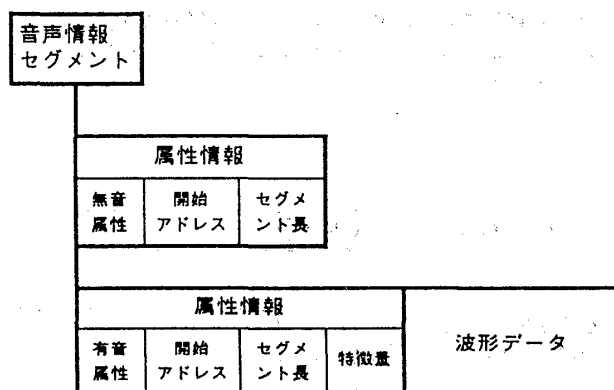 音声情報
セグメント
属性情報
無音
属性
開始
アドレス
セグメ
ント長
属性情報
有音
属性
開始
アドレス
セグメ
ント長
特徴量
波形データ